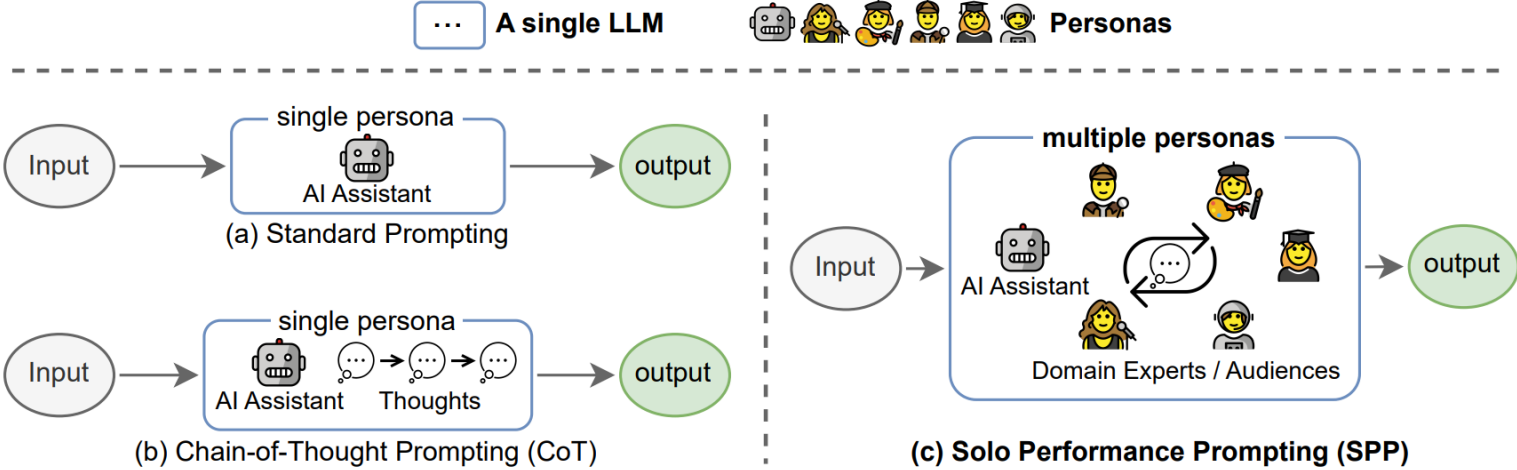 ... A single LLM Personas
single persona
Input AI Assistant output
(a) Standard Prompting
single persona
Input ... ... ... output
AI Assistant Thoughts
(b) Chain-of-Thought Prompting (CoT)
multiple personas
Input ... output
AI Assistant
Domain Experts / Audiences
(c) Solo Performance Prompting (SPP)